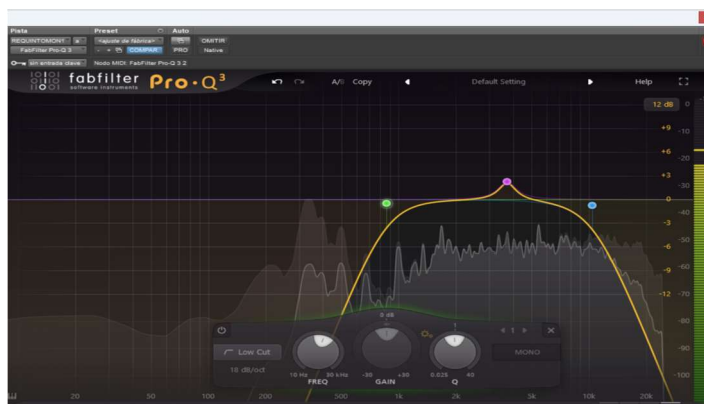 Pista Preset Auto
REQUINTOMONT a <ajuste de fábrica>
FabFilter Pro-Q 3 - + COMPAR PRO OMITIR Native
sin entrada clave Nodo MIDI: FabFilter Pro-Q 3 2
fabfilter software instruments Pro·Q³ A/B Copy Default Setting Help
12 dB 0
+9 -10
+6 -20
+3 -30
0 -40
-3 -50
-6 -60
-9 -70
-12 -80
-90
-100
0 dB
Low Cut
18 dB/oct
10 Hz 30 kHz -30 +30 0.025 40
FREQ GAIN Q
1
MONO
20 50 100 200 500 1k 2k 5k 10k 20k